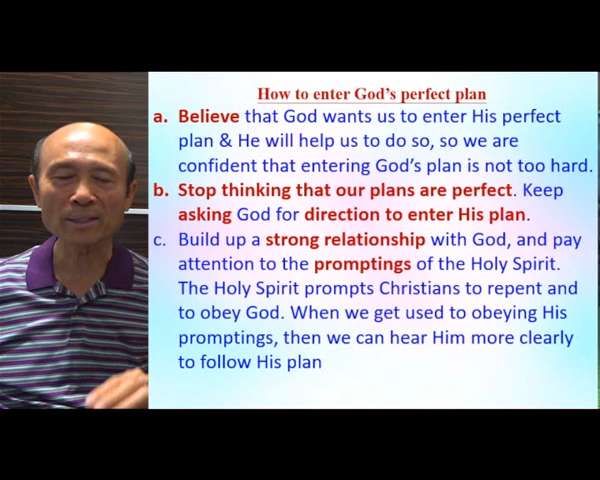 How to enter God's perfect plan
a. Believe that God wants us to enter His perfect
plan & He will help us to do so, so we are
confident that entering God's plan is not too hard.
b. Stop thinking that our plans are perfect. Keep
asking God for direction to enter His plan.
c. Build up a strong relationship with God, and pay
attention to the promptings of the Holy Spirit.
The Holy Spirit prompts Christians to repent and
to obey God. When we get used to obeying His
promptings, then we can hear Him more clearly
to follow His plan